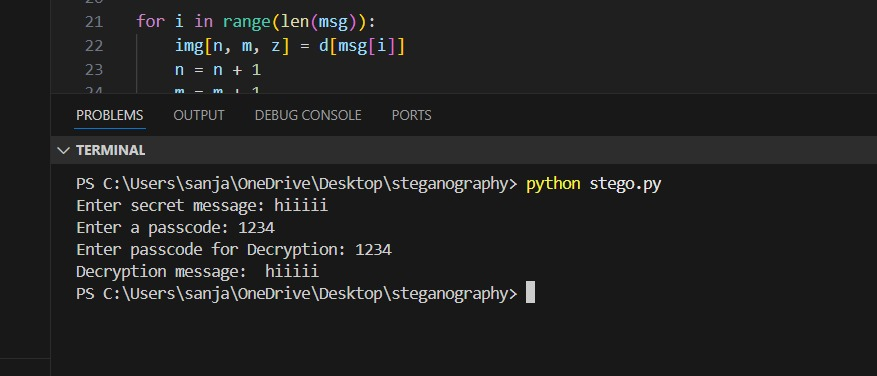 21 for i in range(len(msg)):
22     img[n, m, z] = d[msg[i]]
23     n = n + 1
24     m = m + 1
PROBLEMS OUTPUT DEBUG CONSOLE PORTS
TERMINAL
PS C:\Users\sanja\OneDrive\Desktop\steganography> python stego.py
Enter secret message: hiiiii
Enter a passcode: 1234
Enter passcode for Decryption: 1234
Decryption message:  hiiiii
PS C:\Users\sanja\OneDrive\Desktop\steganography>